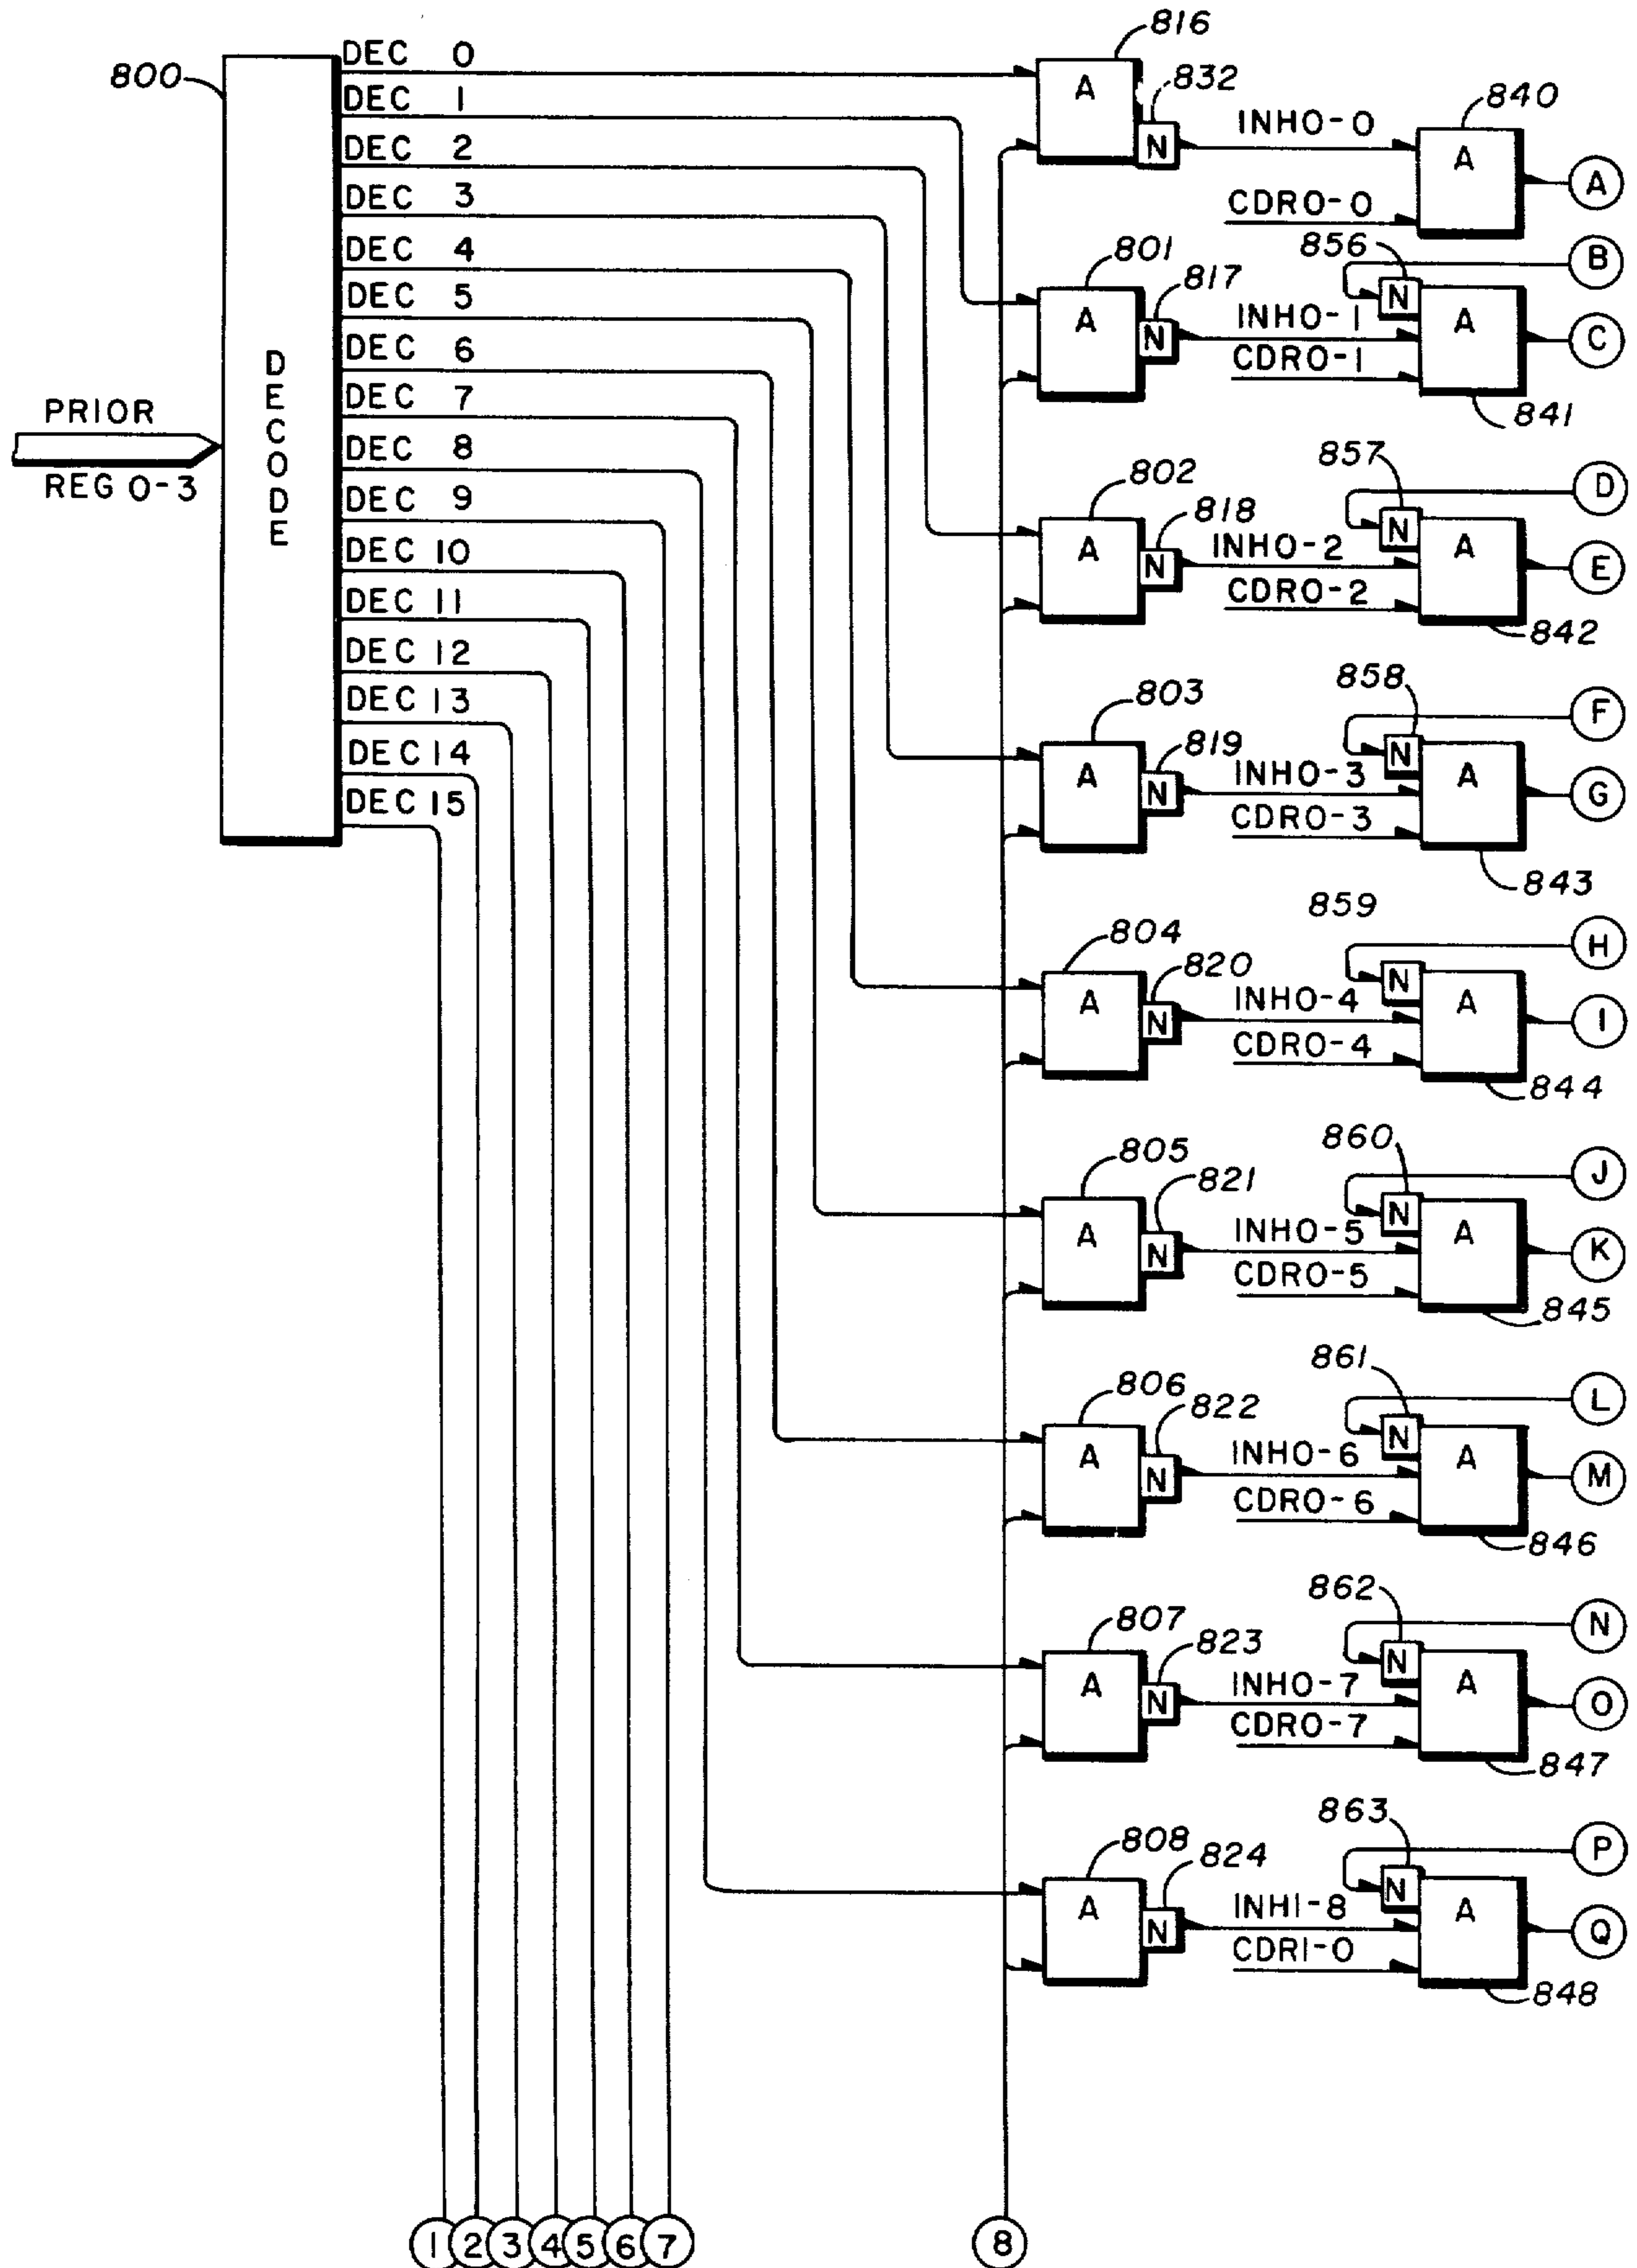 800
PRIOR
REG 0-3
DECODE
DEC 0
DEC 1
DEC 2
DEC 3
DEC 4
DEC 5
DEC 6
DEC 7
DEC 8
DEC 9
DEC 10
DEC 11
DEC 12
DEC 13
DEC 14
DEC 15
816
A
832
N
INHO-0
CDRO-0
840
A
A
801
A
817
N
INHO-1
CDRO-1
856
N
A
841
B
C
802
A
818
N
INHO-2
CDRO-2
857
N
A
842
D
E
803
A
819
N
INHO-3
CDRO-3
858
N
A
843
F
G
804
A
820
N
INHO-4
CDRO-4
859
N
A
844
H
I
805
A
821
N
INHO-5
CDRO-5
860
N
A
845
J
K
806
A
822
N
INHO-6
CDRO-6
861
N
A
846
L
M
807
A
823
N
INHO-7
CDRO-7
862
N
A
847
N
O
808
A
824
N
INHI-8
CDRI-0
863
N
A
848
P
Q
1
2
3
4
5
6
7
8